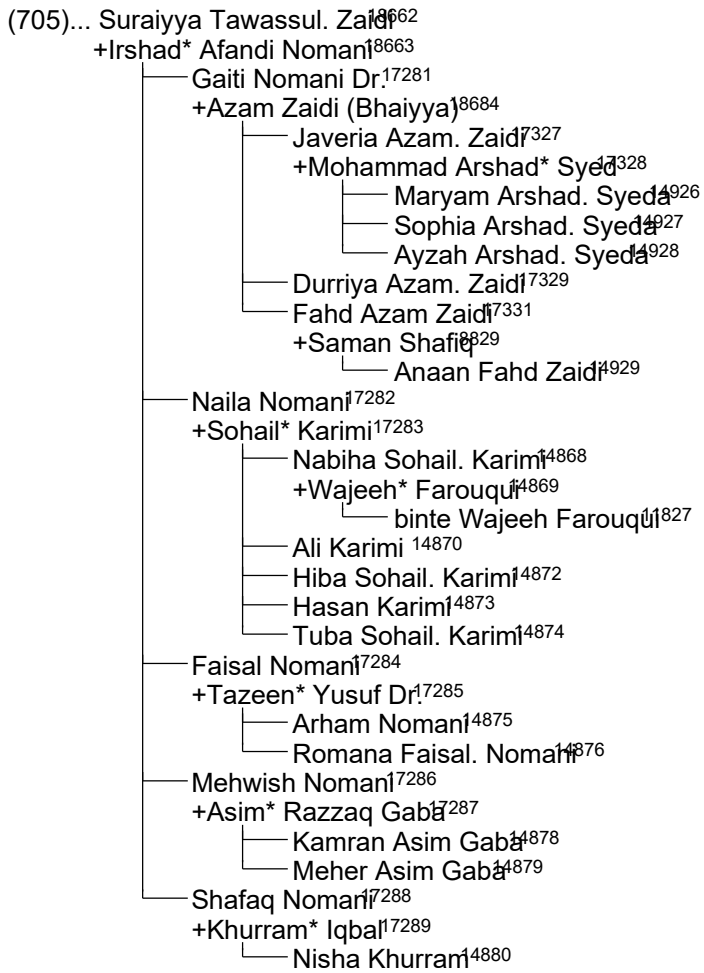 (705)... Suraiyya Tawassul. Zaidi18662
+Irshad* Afandi Nomani18663
Gaiti Nomani Dr.17281
+Azam Zaidi (Bhaiyya)18684
Javeria Azam. Zaidi17327
+Mohammad Arshad* Syed17328
Maryam Arshad. Syeda14926
Sophia Arshad. Syeda14927
Ayzah Arshad. Syeda14928
Durriya Azam. Zaidi17329
Fahd Azam Zaidi17331
+Saman Shafiq8829
Anaan Fahd Zaidi14929
Naila Nomani17282
+Sohail* Karimi17283
Nabiha Sohail. Karimi14868
+Wajeeh* Farouqui14869
binte Wajeeh Farouqui11827
Ali Karimi 14870
Hiba Sohail. Karimi14872
Hasan Karimi14873
Tuba Sohail. Karimi14874
Faisal Nomani17284
+Tazeen* Yusuf Dr.17285
Arham Nomani14875
Romana Faisal. Nomani14876
Mehwish Nomani17286
+Asim* Razzaq Gaba17287
Kamran Asim Gaba14878
Meher Asim Gaba14879
Shafaq Nomani17288
+Khurram* Iqbal17289
Nisha Khurram14880